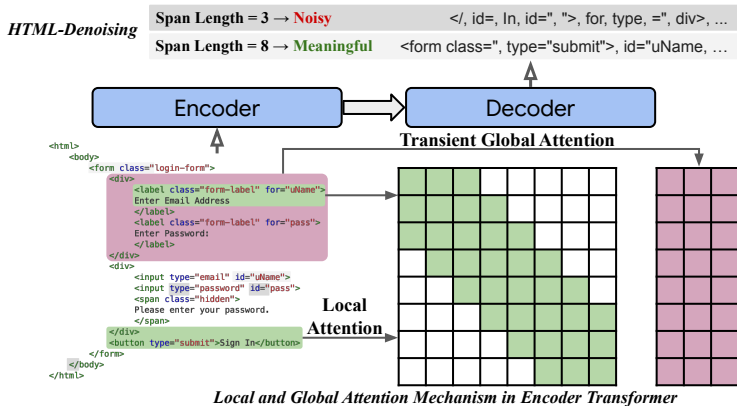 HTML-Denoising
Span Length = 3 → Noisy </, id=, In, id=", ">, for, type, =", div>, ...
Span Length = 8 → Meaningful <form class=", type="submit">, id="uName, ...
Encoder
Decoder
Transient Global Attention
<html>
<body>
<form class="login-form">
<div>
<label class="form-label" for="uName">
Enter Email Address
</label>
<label class="form-label" for="pass">
Enter Password:
</label>
</div>
<div>
<input type="email" id="uName">
<input type="password" id="pass">
<span class="hidden">
Please enter your password.
</span>
</div>
<button type="submit">Sign In</button>
</form>
</body>
</html>
Local
Attention
Local and Global Attention Mechanism in Encoder Transformer